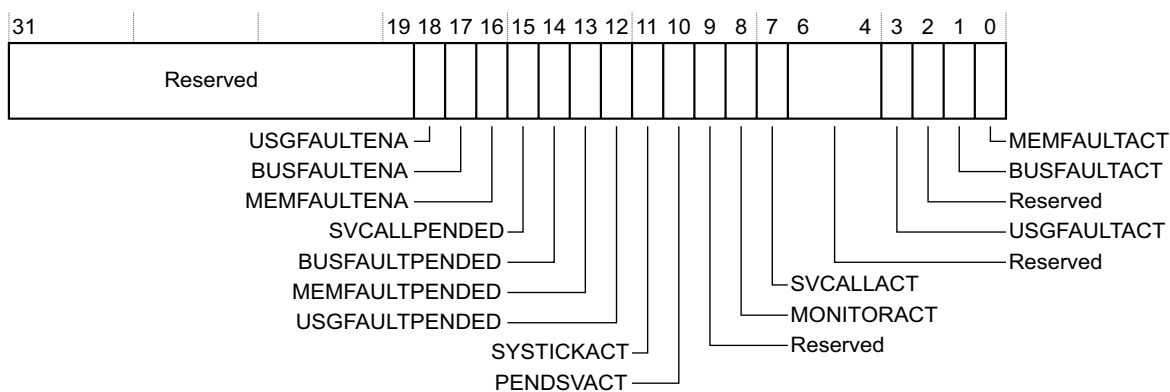 31 19 18 17 16 15 14 13 12 11 10 9 8 7 6 4 3 2 1 0
Reserved
USGFAULTENA MEMFAULTACT
BUSFAULTENA BUSFAULTACT
MEMFAULTENA Reserved
SVCALLPENDED USGFAULTACT
BUSFAULTPENDED Reserved
MEMFAULTPENDED SVCALLACT
USGFAULTPENDED MONITORACT
SYSTICKACT Reserved
PENDSVACT